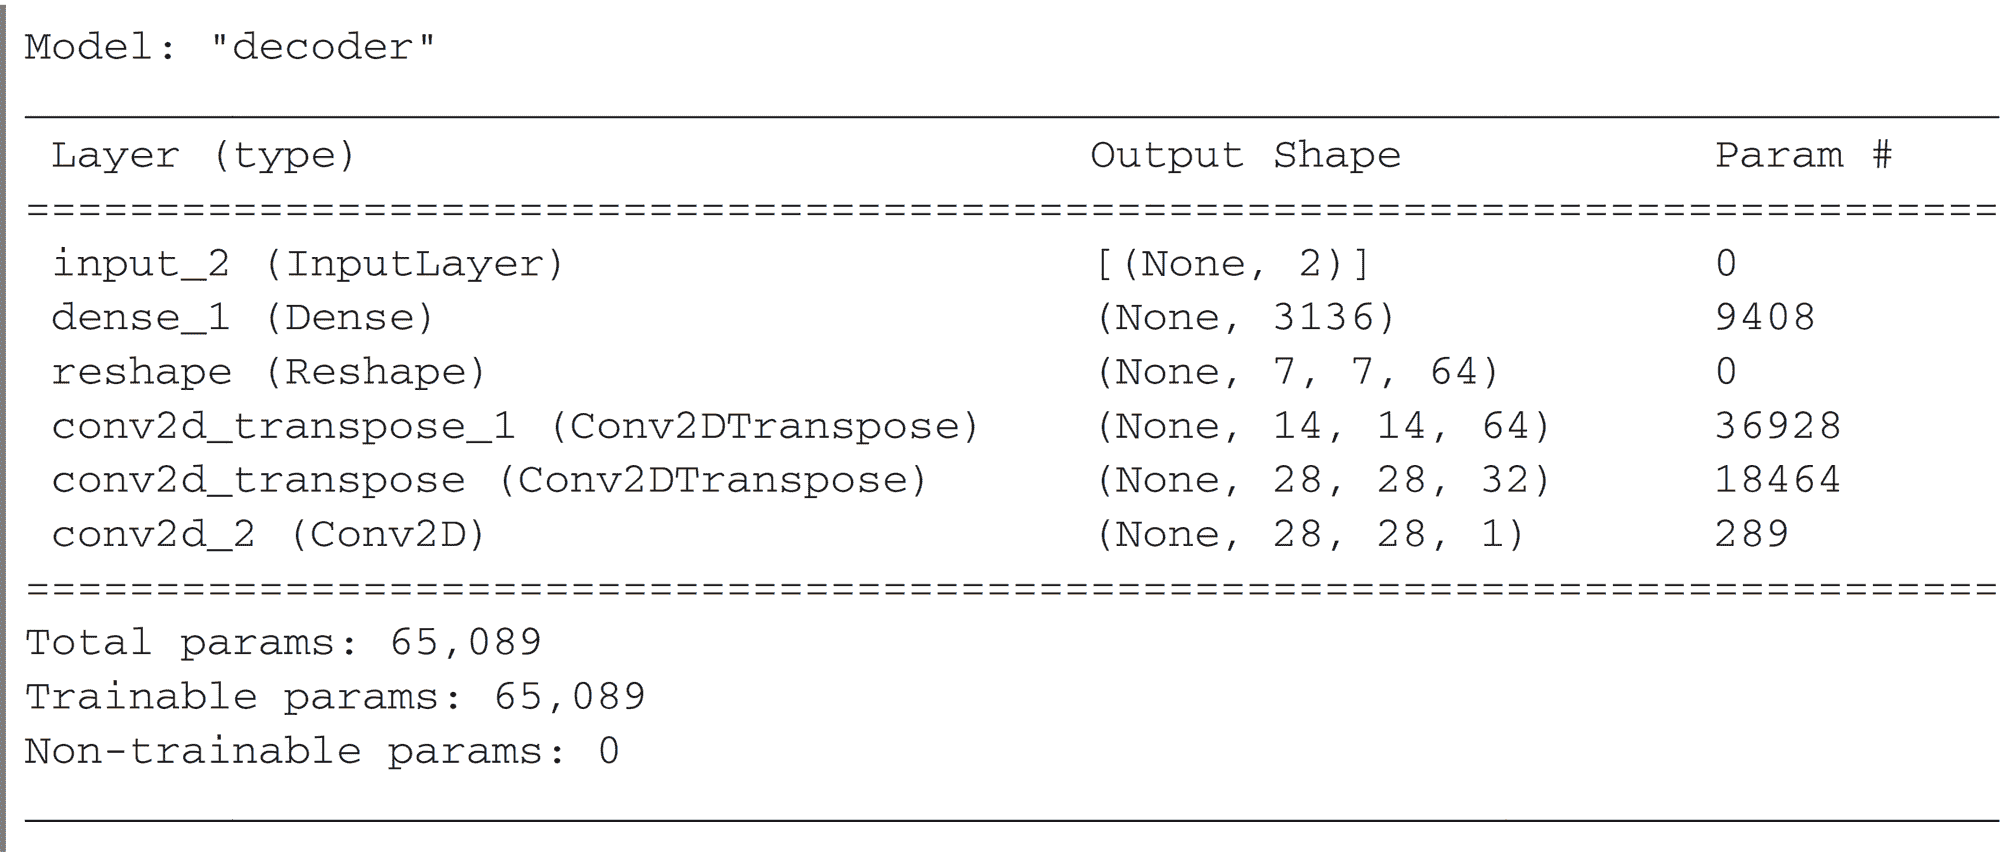 Model: "decoder"
Layer (type) Output Shape Param #
=================================================================
input_2 (InputLayer) [(None, 2)] 0
dense_1 (Dense) (None, 3136) 9408
reshape (Reshape) (None, 7, 7, 64) 0
conv2d_transpose_1 (Conv2DTranspose) (None, 14, 14, 64) 36928
conv2d_transpose (Conv2DTranspose) (None, 28, 28, 32) 18464
conv2d_2 (Conv2D) (None, 28, 28, 1) 289
=================================================================
Total params: 65,089
Trainable params: 65,089
Non-trainable params: 0